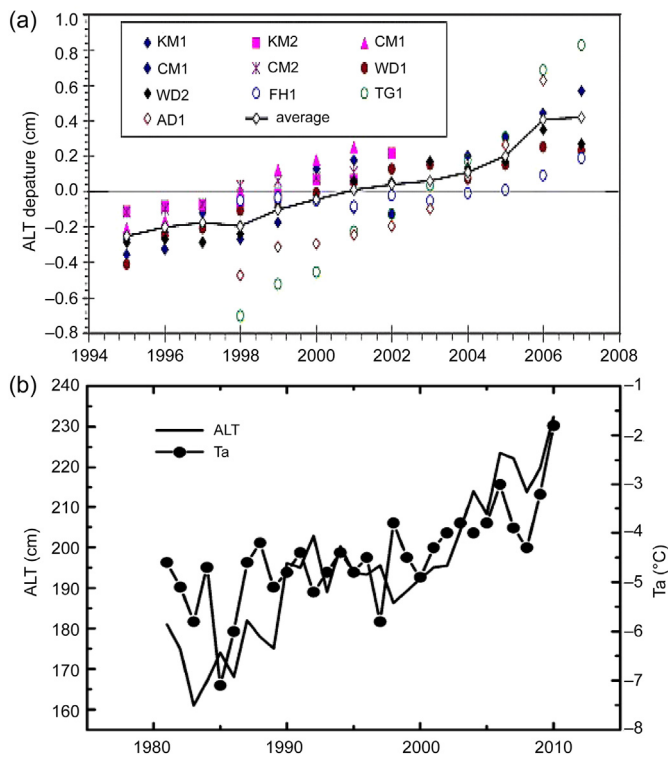 (a)
1.0
0.8
0.6
0.4
0.2
0.0
–0.2
–0.4
–0.6
–0.8
ALT depature (cm)
KM1 KM2 CM1
CM1 CM2 WD1
WD2 FH1 TG1
AD1 average
1994 1996 1998 2000 2002 2004 2006 2008
(b)
240
230
220
210
200
190
180
170
160
ALT (cm)
ALT
Ta
–1
–2
–3
–4
–5
–6
–7
–8
Ta (°C)
1980 1990 2000 2010